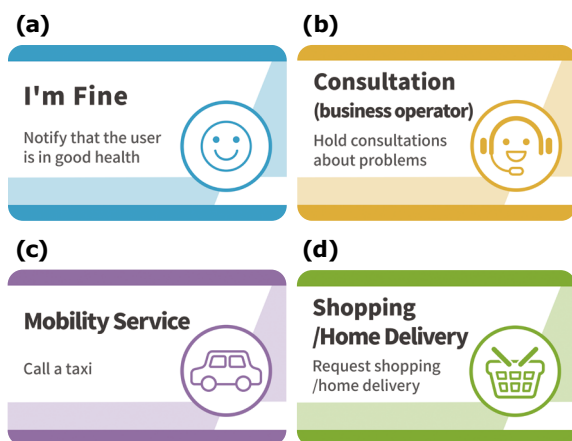 (a)
I'm Fine
Notify that the user
is in good health
(b)
Consultation
(business operator)
Hold consultations
about problems
(c)
Mobility Service
Call a taxi
(d)
Shopping
/Home Delivery
Request shopping
/home delivery